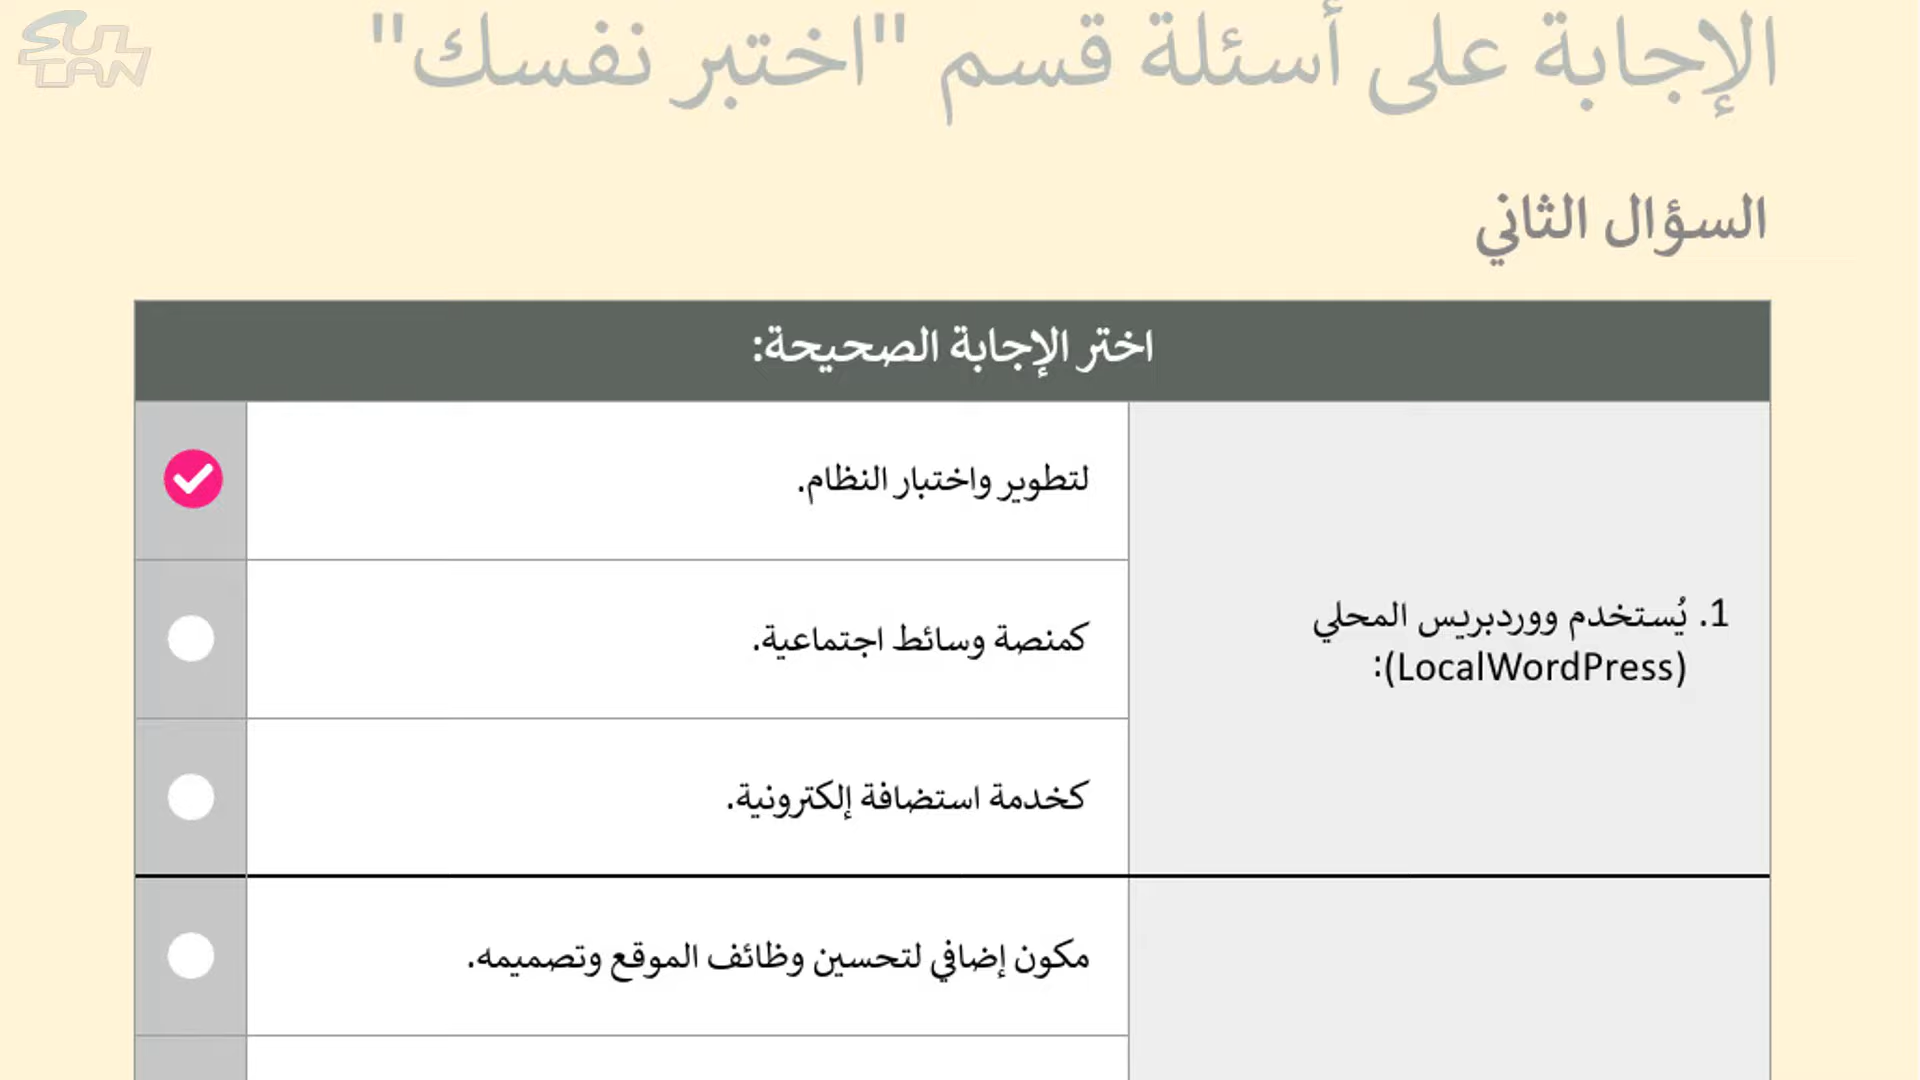 SULTAN
الإجابة على أسئلة قسم "اختبر نفسك"
السؤال الثاني
اختر الإجابة الصحيحة:
1. يُستخدم ووردبريس المحلي
(LocalWordPress):
لتطوير واختبار النظام.
كمنصة وسائط اجتماعية.
كخدمة استضافة إلكترونية.
مكون إضافي لتحسين وظائف الموقع وتصميمه.